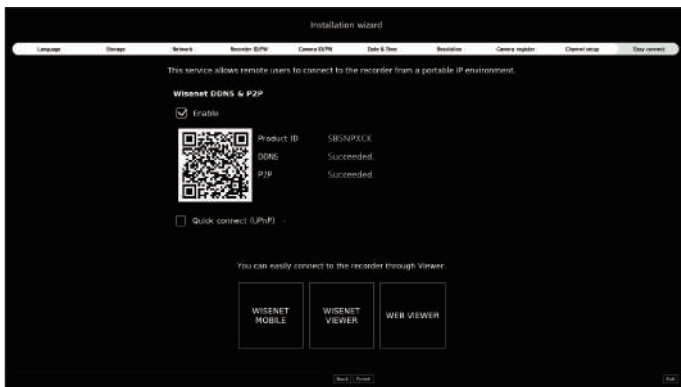 Installation wizard
Language Storage Network Recorder ID/PW Camera ID/PW Date & Time Resolution Camera register Channel setup Easy connect
This service allows remote users to connect to the recorder from a portable IP environment.
Wisenet DDNS & P2P
Enable
Product ID SBSNPXCK
DDNS Succeeded.
P2P Succeeded.
Quick connect (UPnP) -
You can easily connect to the recorder through Viewer.
WISENET MOBILE
WISENET VIEWER
WEB VIEWER
Back Finish Exit